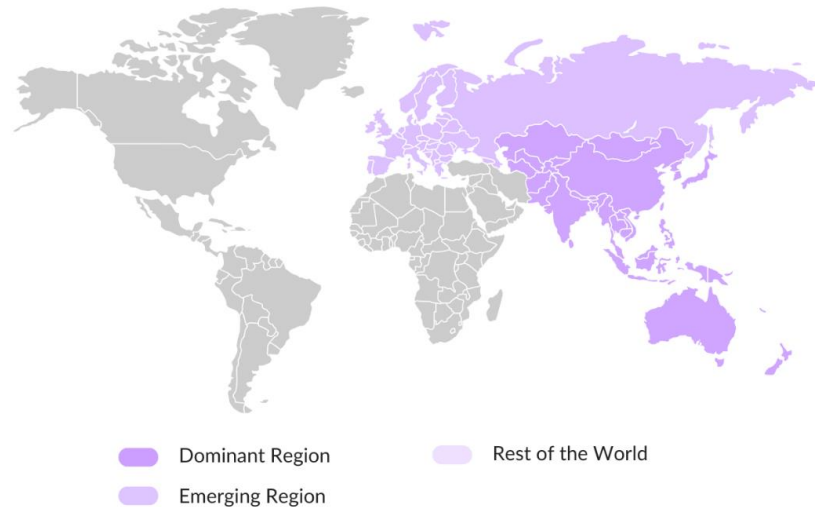 Dominant Region
Rest of the World
Emerging Region